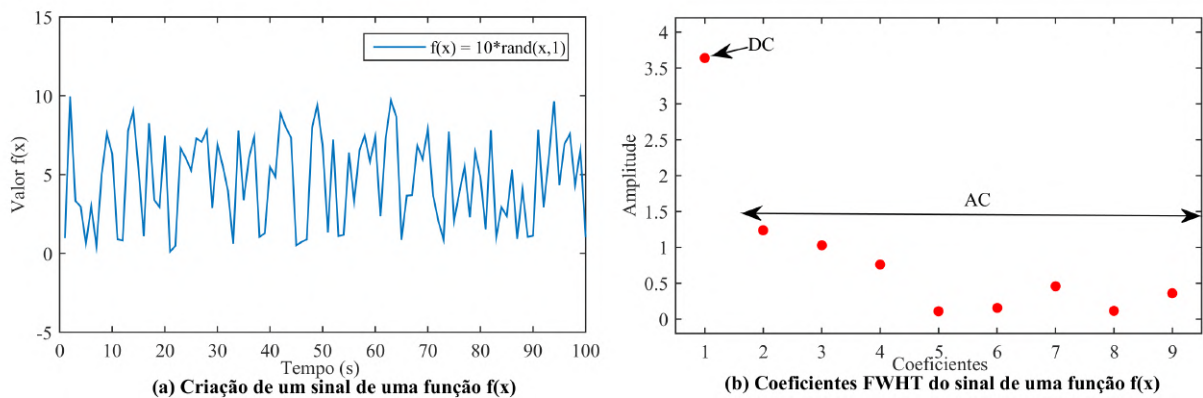 15
10
5
0
-5
Valor f(x)
f(x) = 10*rand(x,1)
0 10 20 30 40 50 60 70 80 90 100
Tempo (s)
(a) Criação de um sinal de uma função f(x)
4
3.5
3
2.5
2
1.5
1
0.5
0
Amplitude
DC
AC
1 2 3 4 5 6 7 8 9
Coeficientes
(b) Coeficientes FWHT do sinal de uma função f(x)